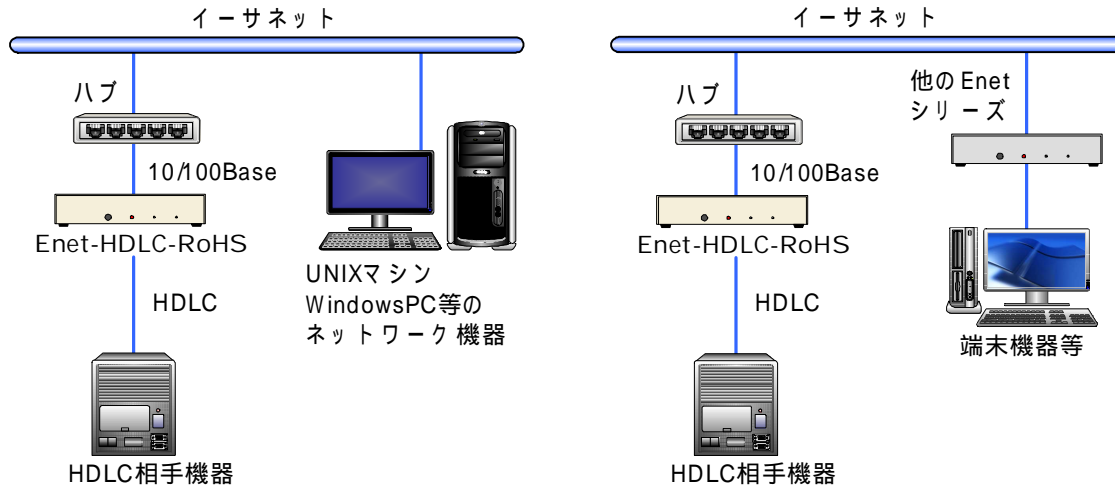 イーサネット
ハブ
10/100Base
Enet-HDLC-RoHS
UNIXマシン
WindowsPC等の
ネットワーク機器
HDLC
HDLC相手機器
イーサネット
ハブ
他のEnet
シリーズ
10/100Base
Enet-HDLC-RoHS
HDLC
端末機器等
HDLC相手機器